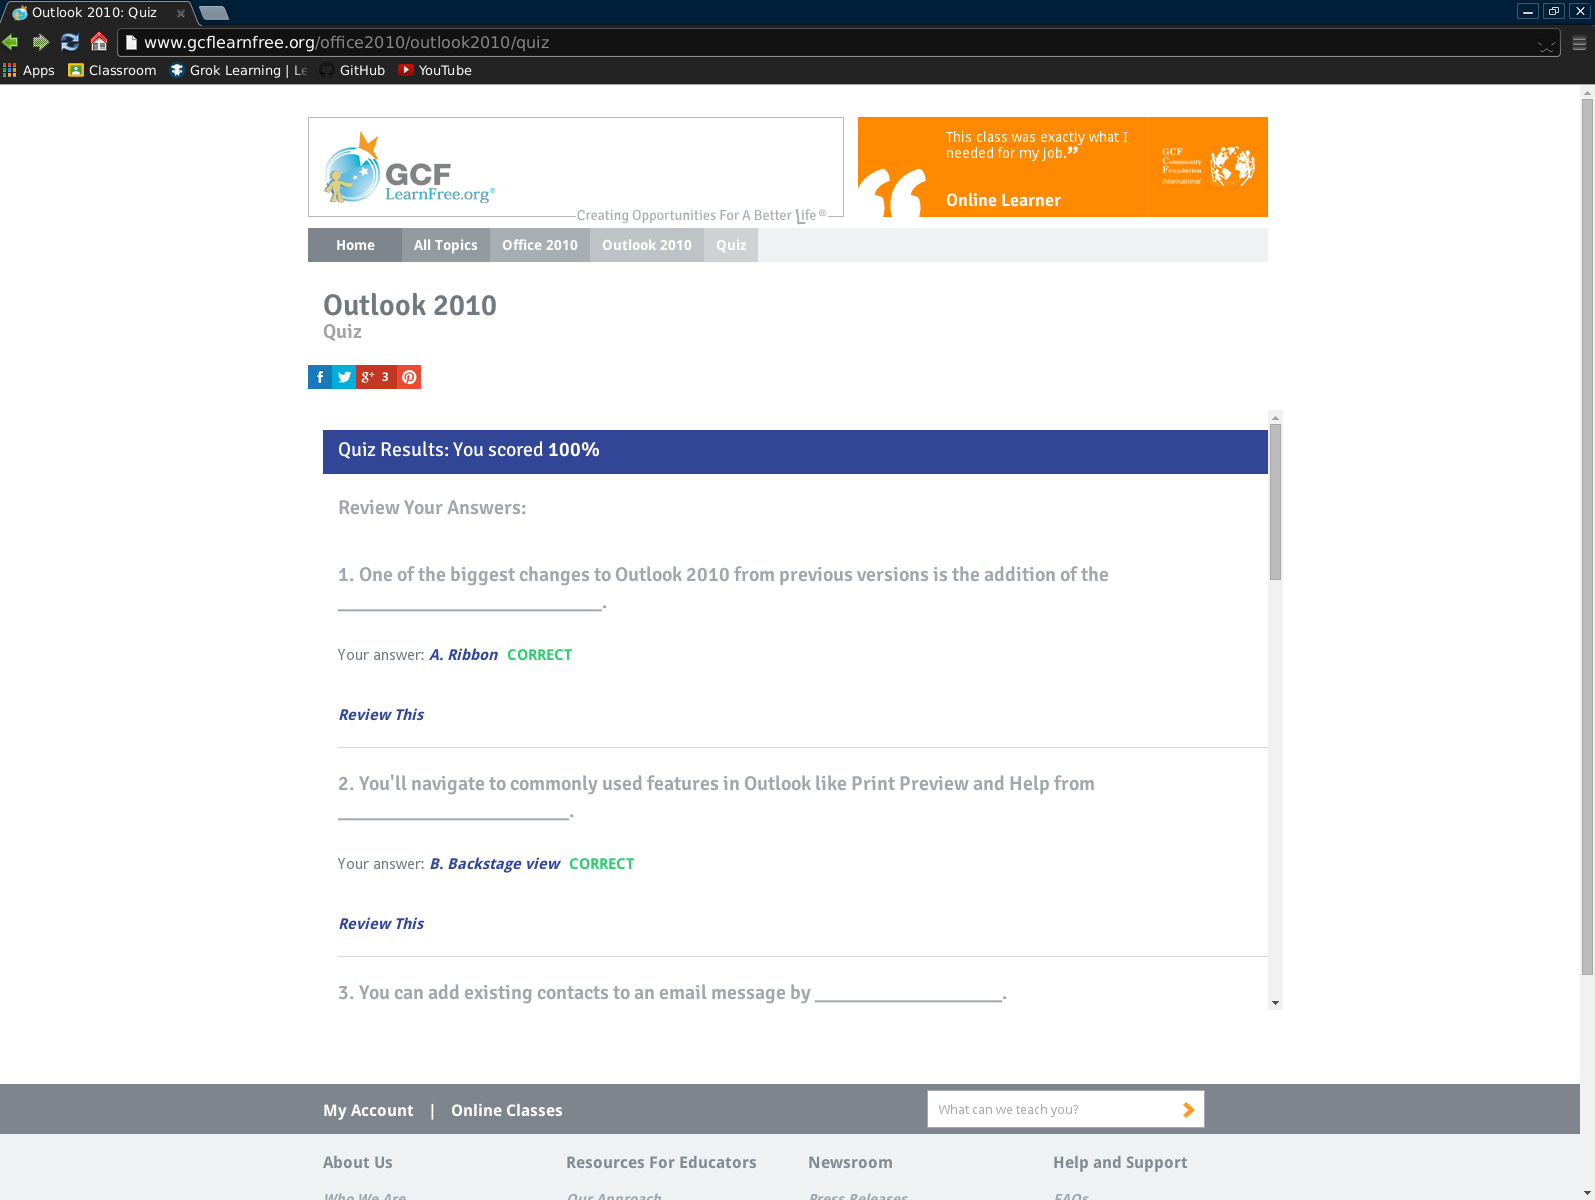 Outlook 2010: Quiz
www.gcflearnfree.org/office2010/outlook2010/quiz
Apps Classroom Grok Learning | Le GitHub YouTube
GCF
LearnFree.org®
Creating Opportunities For A Better Life®
This class was exactly what I
needed for my job.”
Online Learner
GCF
Community
Foundation
International
Home All Topics Office 2010 Outlook 2010 Quiz
Outlook 2010
Quiz
f g+ 3
Quiz Results: You scored 100%
Review Your Answers:
1. One of the biggest changes to Outlook 2010 from previous versions is the addition of the
________________________.
Your answer: A. Ribbon CORRECT
Review This
2. You'll navigate to commonly used features in Outlook like Print Preview and Help from
_____________________.
Your answer: B. Backstage view CORRECT
Review This
3. You can add existing contacts to an email message by _________________.
My Account | Online Classes
What can we teach you?
About Us Resources For Educators Newsroom Help and Support
Who We Are Our Approach Press Releases FAQs